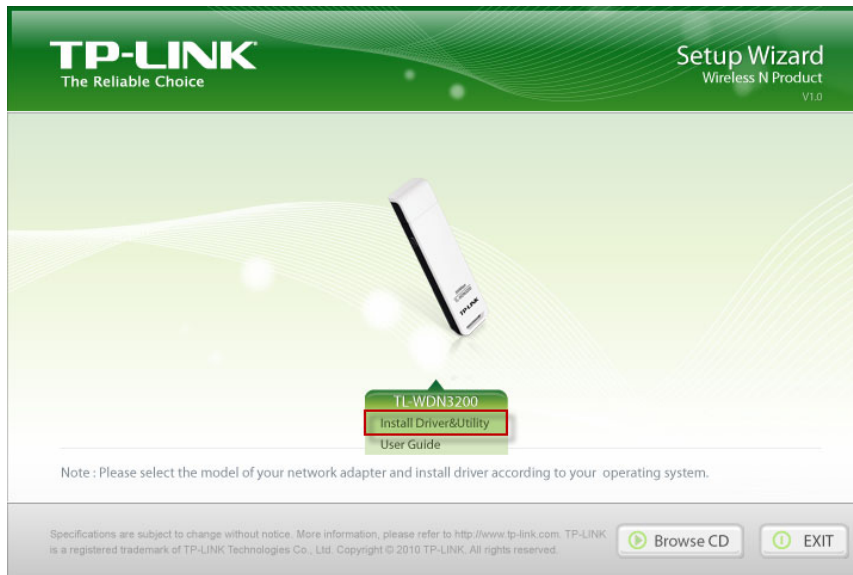 TP-LINK
The Reliable Choice
Setup Wizard
Wireless N Product
V1.0
TP-LINK
TL-WDN3200
Install Driver&Utility
User Guide
Note : Please select the model of your network adapter and install driver according to your operating system.
Specifications are subject to change without notice. More information, please refer to http://www.tp-link.com. TP-LINK
is a registered trademark of TP-LINK Technologies Co., Ltd. Copyright © 2010 TP-LINK, All rights reserved.
Browse CD
EXIT